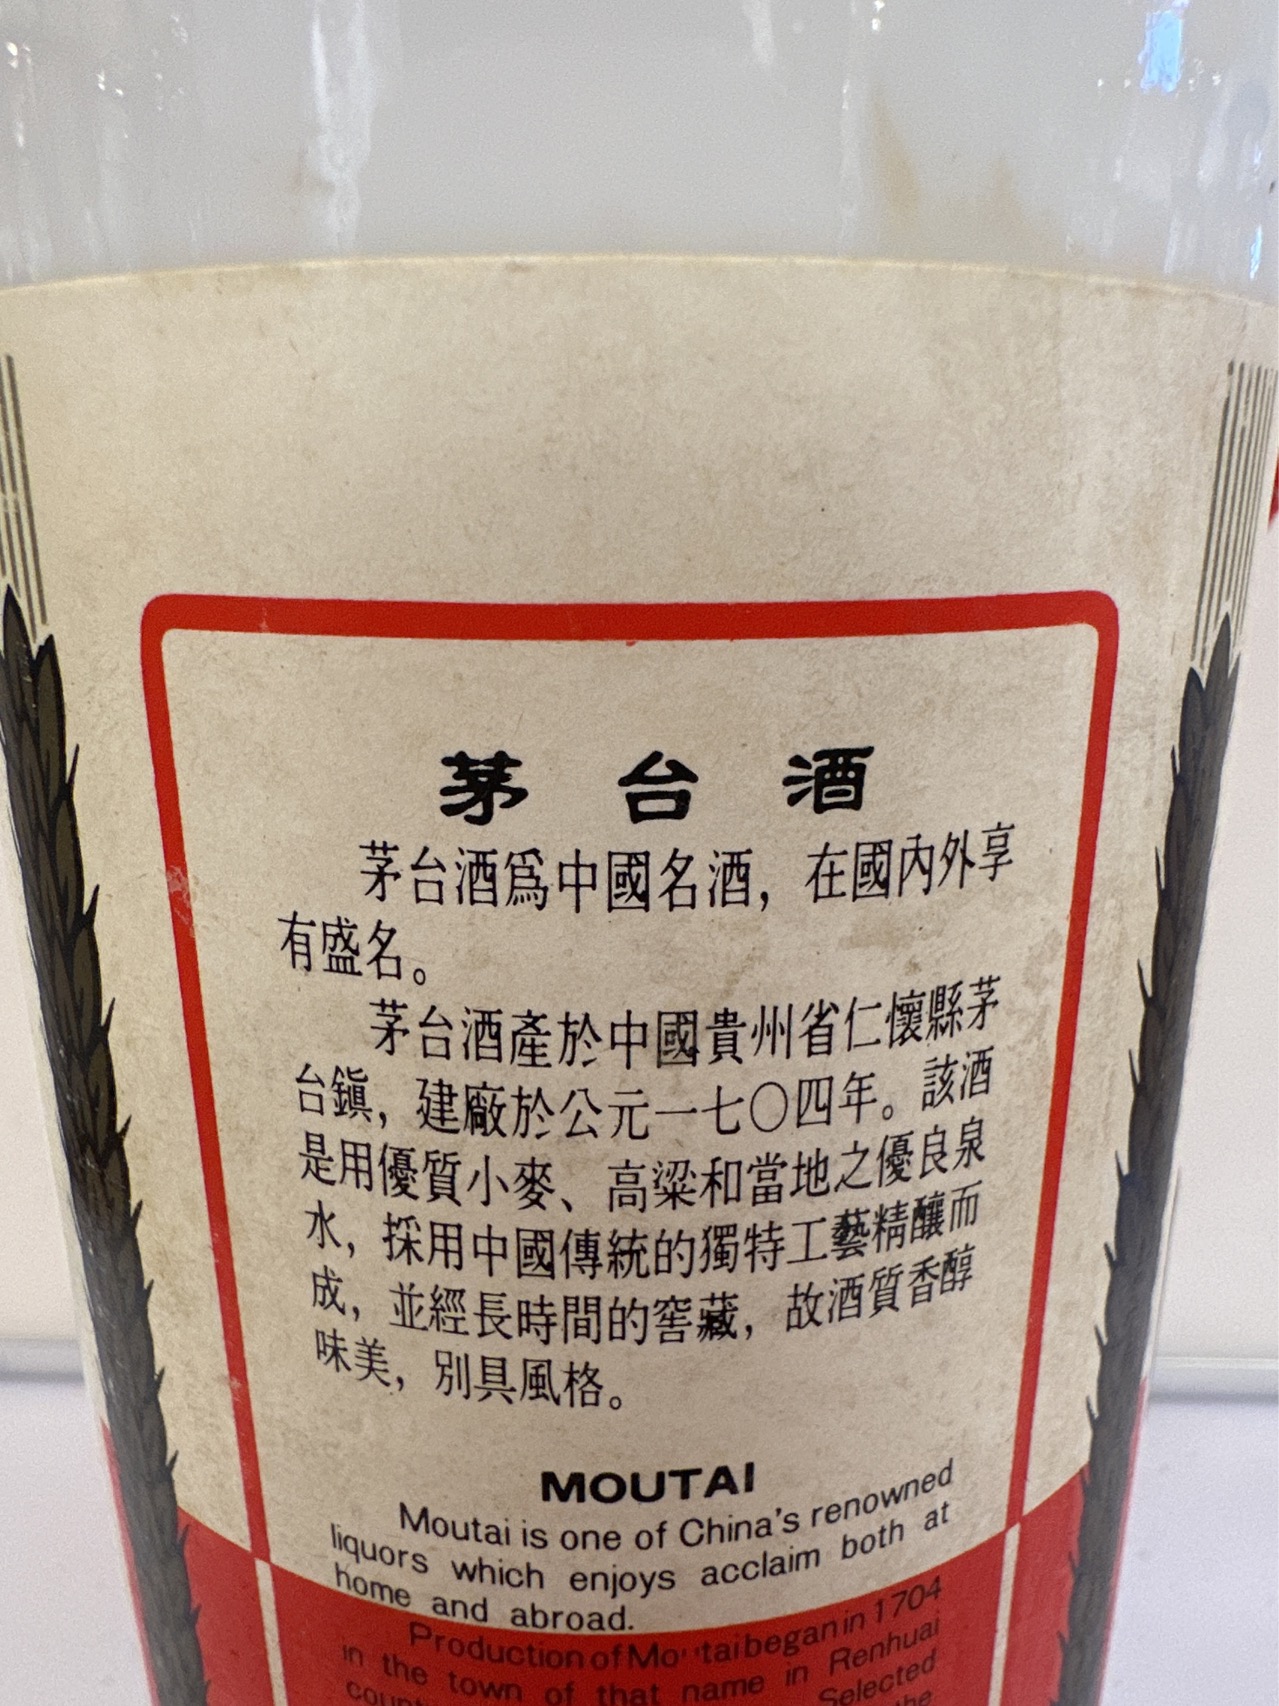 茅台酒
茅台酒爲中國名酒，在國內外享
有盛名。
茅台酒產於中國貴州省仁懷縣茅
台鎭，建廠於公元一七〇四年。該酒
是用優質小麥、高粱和當地之優良泉
水，採用中國傳統的獨特工藝精釀而
成，並經長時間的窖藏，故酒質香醇
味美，別具風格。
MOUTAI
Moutai is one of China's renowned
liquors which enjoys acclaim both at
home and abroad.
Production of Moutai began in 1704
in the town of that name in Renhuai
Selected
the